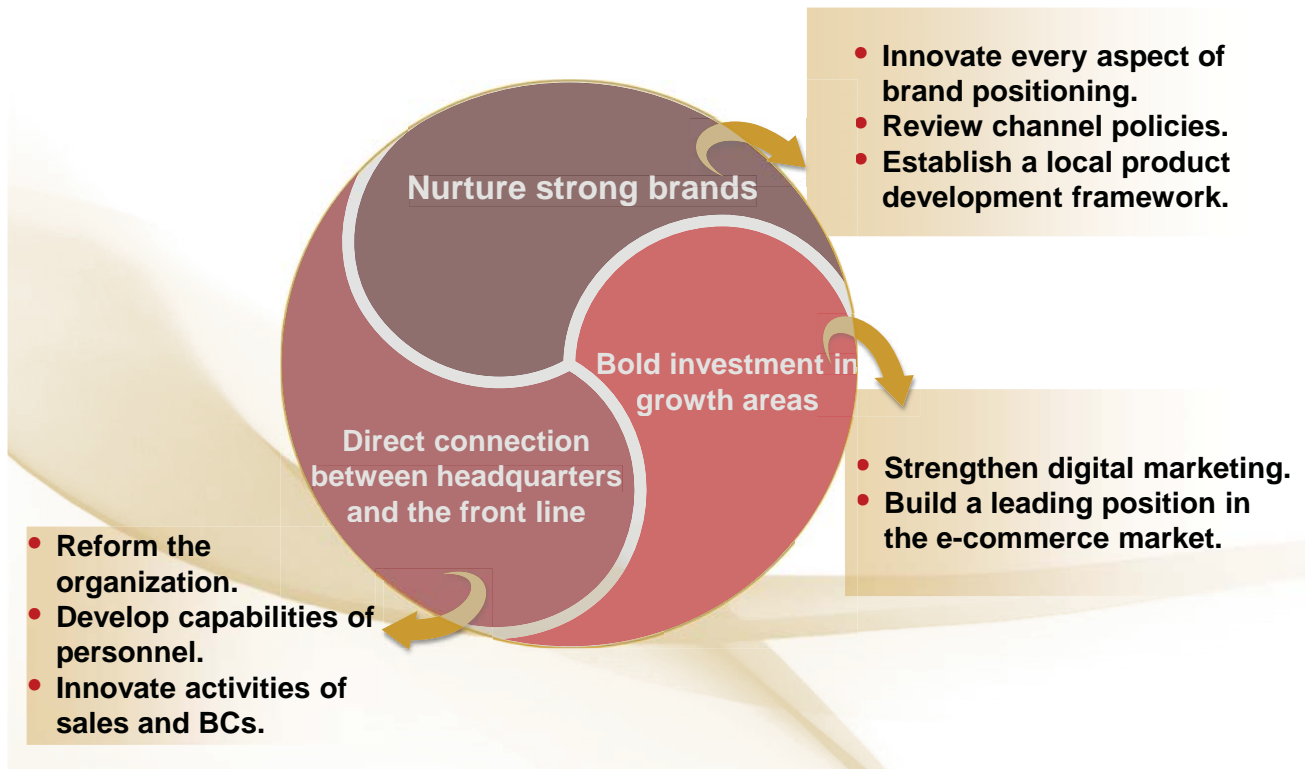 • Innovate every aspect of
brand positioning.
• Review channel policies.
• Establish a local product
development framework.
Nurture strong brands
Bold investment in
growth areas
Direct connection
between headquarters
and the front line
• Strengthen digital marketing.
• Build a leading position in
the e-commerce market.
• Reform the
organization.
• Develop capabilities of
personnel.
• Innovate activities of
sales and BCs.